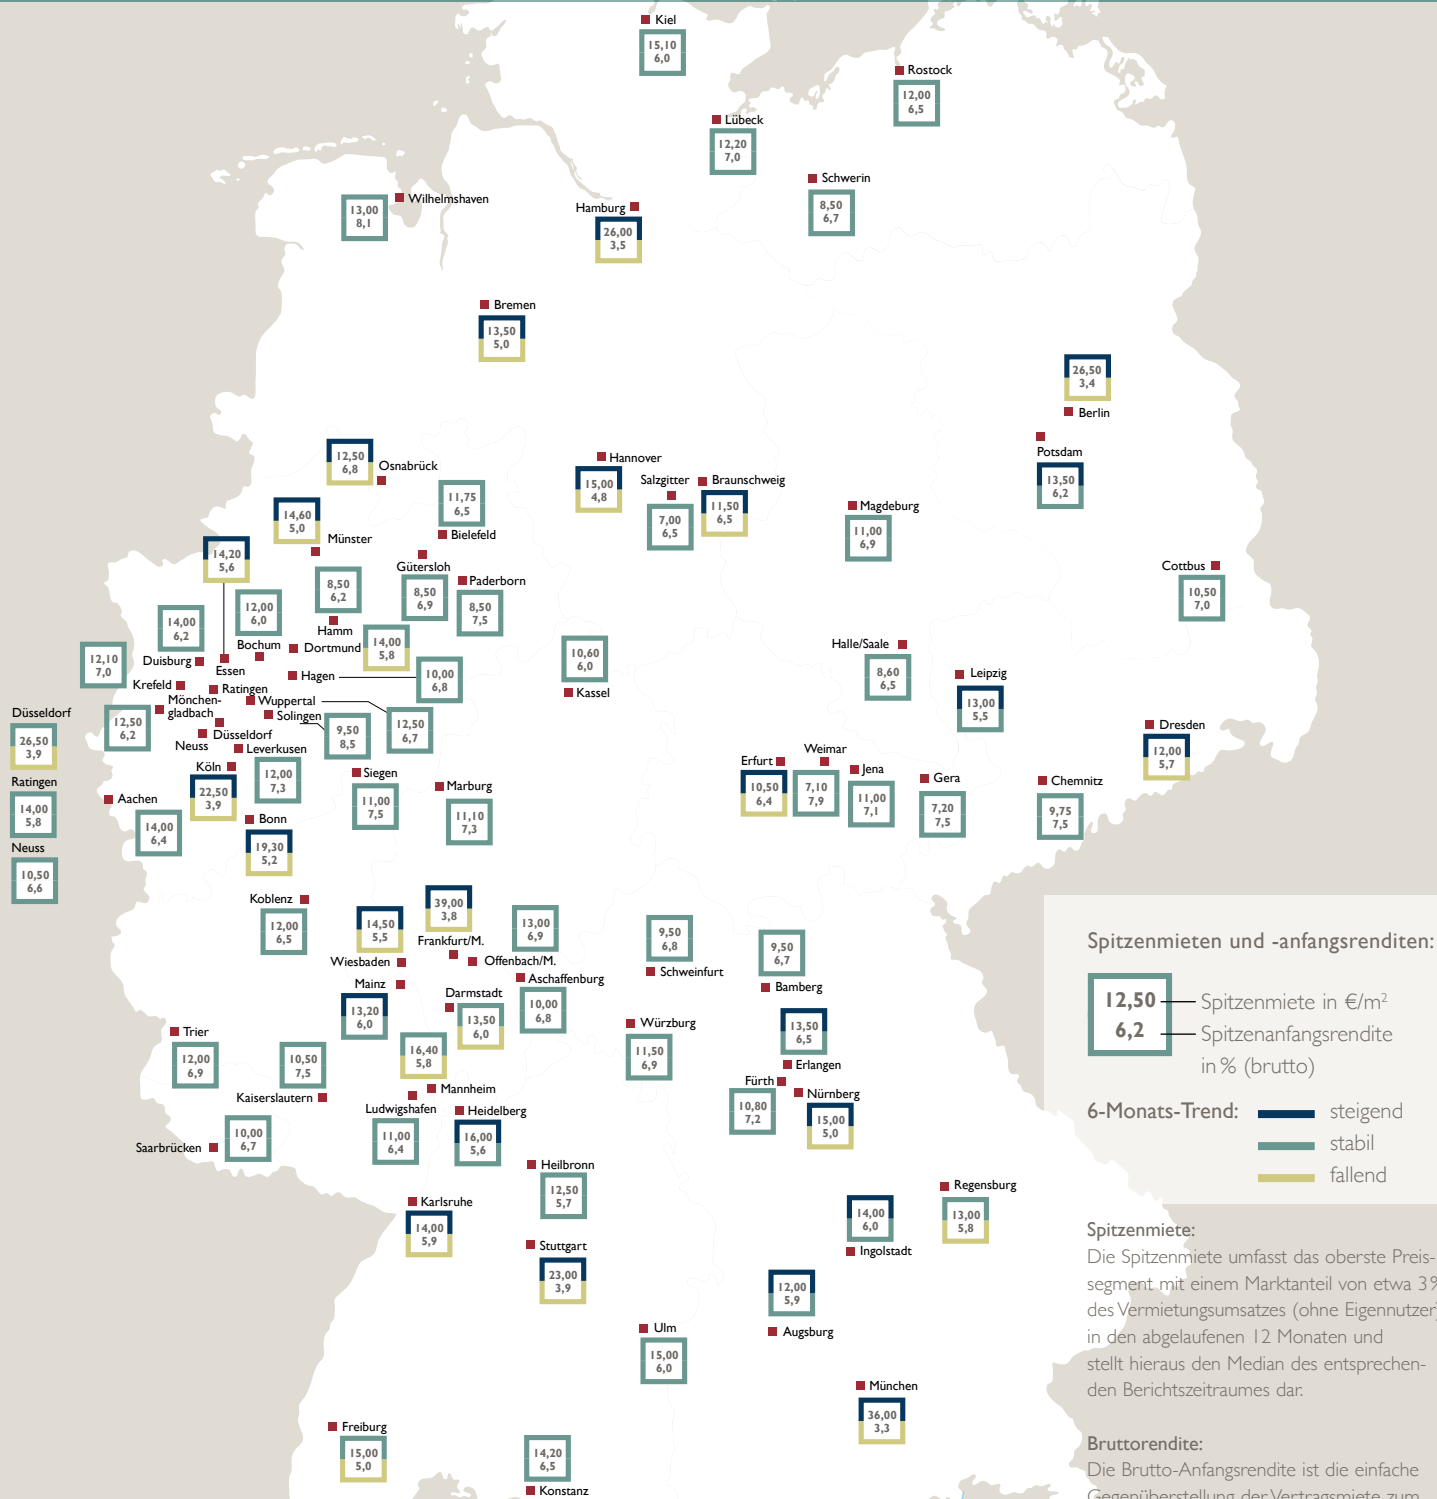 Kiel
15,10
6,0
Rostock
12,00
6,5
Lübeck
12,20
7,0
Schwerin
8,50
6,7
Wilhelmshaven
13,00
8,1
Hamburg
26,00
3,5
Bremen
13,50
5,0
26,50
3,4
Berlin
Potsdam
13,50
6,2
12,50
6,8
Osnabrück
Hannover
15,00
4,8
Salzgitter
7,00
6,5
Braunschweig
11,50
6,5
11,75
6,5
Bielefeld
Magdeburg
11,00
6,9
14,60
5,0
Münster
14,20
5,6
Gütersloh
8,50
6,9
Paderborn
8,50
7,5
Cottbus
10,50
7,0
8,50
6,2
Hamm
12,00
6,0
Bochum
14,00
6,2
Duisburg
Essen
Dortmund
14,00
5,8
12,10
7,0
Krefeld
Hagen
10,00
6,8
10,60
6,0
Kassel
Halle/Saale
8,60
6,5
Leipzig
13,00
5,5
Ratingen
Mönchen-
gladbach
12,50
6,2
Wuppertal
12,50
6,7
Solingen
9,50
8,5
Düsseldorf
Neuss
Leverkusen
12,00
7,3
Düsseldorf
26,50
3,9
Ratingen
14,00
5,8
Neuss
10,50
6,6
Köln
22,50
3,9
Siegen
11,00
7,5
Marburg
11,10
7,3
Erfurt
10,50
6,4
Weimar
7,10
7,9
Jena
11,00
7,1
Gera
7,20
7,5
Chemnitz
9,75
7,5
Dresden
12,00
5,7
Aachen
14,00
6,4
Bonn
19,30
5,2
Koblenz
12,00
6,5
14,50
5,5
Wiesbaden
39,00
3,8
Frankfurt/M.
13,00
6,9
Offenbach/M.
9,50
6,8
Schweinfurt
9,50
6,7
Bamberg
Mainz
13,20
6,0
Darmstadt
13,50
6,0
Aschaffenburg
10,00
6,8
Würzburg
11,50
6,9
13,50
6,5
Erlangen
Trier
12,00
6,9
10,50
7,5
Kaiserslautern
16,40
5,8
Mannheim
Ludwigshafen
11,00
6,4
Heidelberg
16,00
5,6
Fürth
10,80
7,2
Nürnberg
15,00
5,0
Saarbrücken
10,00
6,7
Heilbronn
12,50
5,7
Karlsruhe
14,00
5,9
Stuttgart
23,00
3,9
14,00
6,0
Ingolstadt
Regensburg
13,00
5,8
12,00
5,9
Augsburg
Ulm
15,00
6,0
München
36,00
3,3
Freiburg
15,00
5,0
14,20
6,5
Konstanz
Spitzenmieten und -anfangsrenditen:
12,50
6,2
Spitzenmiete in €/m²
Spitzenanfangsrendite
in % (brutto)
6-Monats-Trend:
steigend
stabil
fallend
Spitzenmiete:
Die Spitzenmiete umfasst das oberste Preis-
segment mit einem Marktanteil von etwa 3 %
des Vermietungsumsatzes (ohne Eigennutzer)
in den abgelaufenen 12 Monaten und
stellt hieraus den Median des entsprechen-
den Berichtszeitraumes dar.
Bruttorendite:
Die Brutto-Anfangsrendite ist die einfache
Gegenüberstellung der Vertragsmiete zum